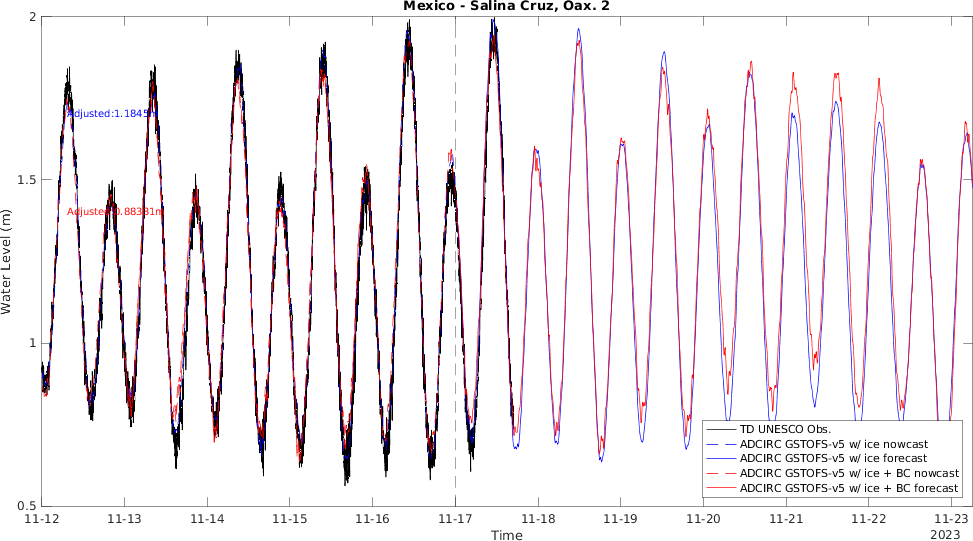 Mexico - Salina Cruz, Oax. 2
2
1.5
1
0.5
Water Level (m)
Adjusted:1.1845m
Adjusted:0.88381m
TD UNESCO Obs.
ADCIRC GSTOFS-v5 w/ ice nowcast
ADCIRC GSTOFS-v5 w/ ice forecast
ADCIRC GSTOFS-v5 w/ ice + BC nowcast
ADCIRC GSTOFS-v5 w/ ice + BC forecast
11-12 11-13 11-14 11-15 11-16 11-17 11-18 11-19 11-20 11-21 11-22 11-23
Time
2023